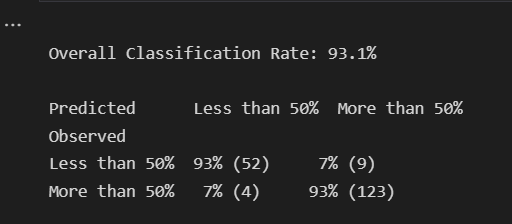 ...
Overall Classification Rate: 93.1%
Predicted Less than 50% More than 50%
Observed
Less than 50% 93% (52) 7% (9)
More than 50% 7% (4) 93% (123)